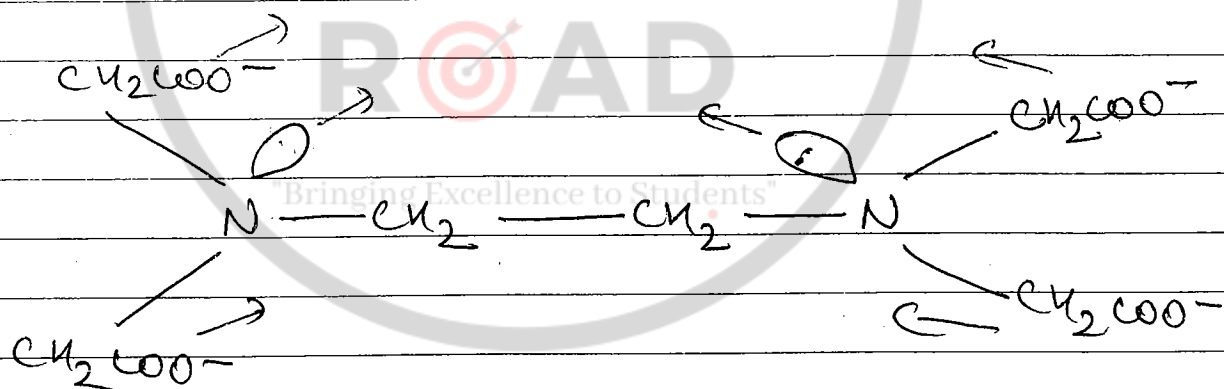 ROAD
CH2COO−
CH2COO−
"Bringing Excellence to Students"
N — CH2 — CH2 — N
CH2COO−
CH2COO−